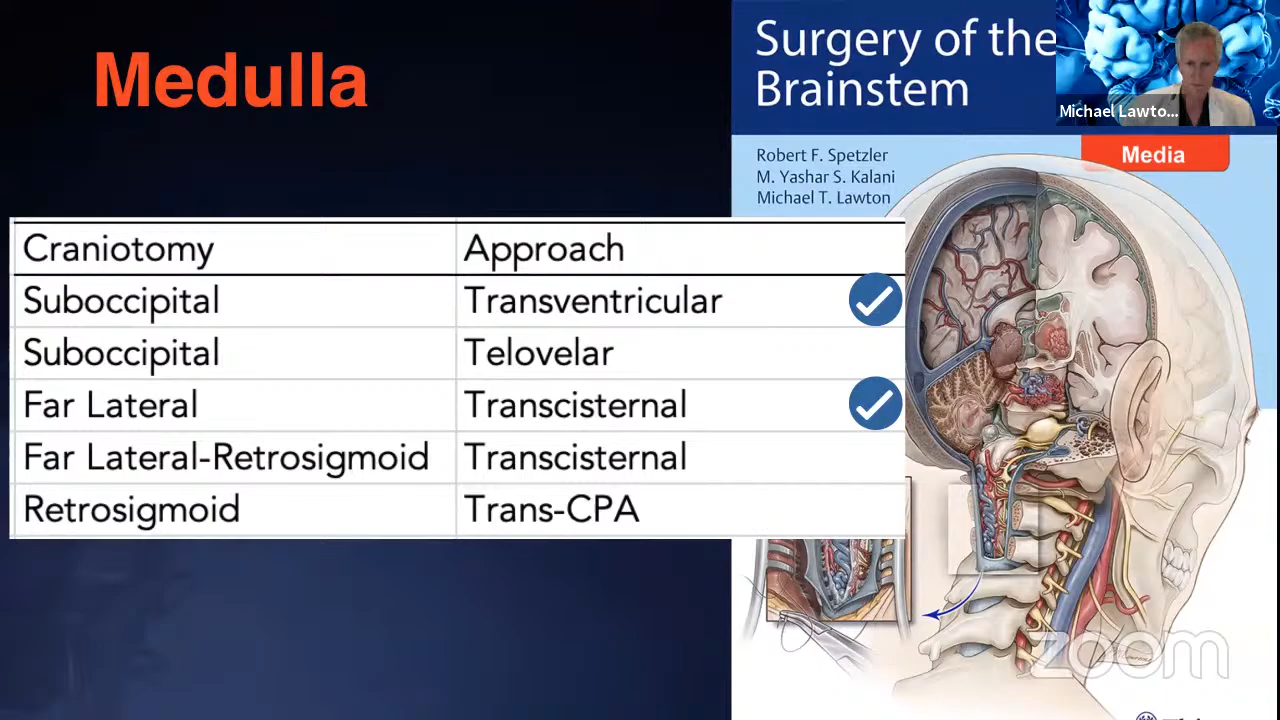 Medulla
Surgery of the
Brainstem
Michael Lawto...
Media
Robert F. Spetzler
M. Yashar S. Kalani
Michael T. Lawton
Craniotomy Approach
Suboccipital Transventricular
Suboccipital Telovelar
Far Lateral Transcisternal
Far Lateral-Retrosigmoid Transcisternal
Retrosigmoid Trans-CPA
zoom